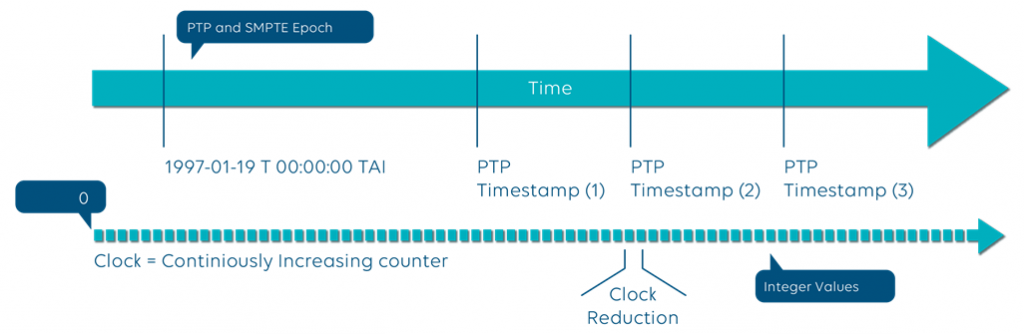 PTP and SMPTE Epoch
Time
1997-01-19 T 00:00:00 TAI
PTP
Timestamp (1)
PTP
Timestamp (2)
PTP
Timestamp (3)
0
Clock = Continiously Increasing counter
Clock
Reduction
Integer Values